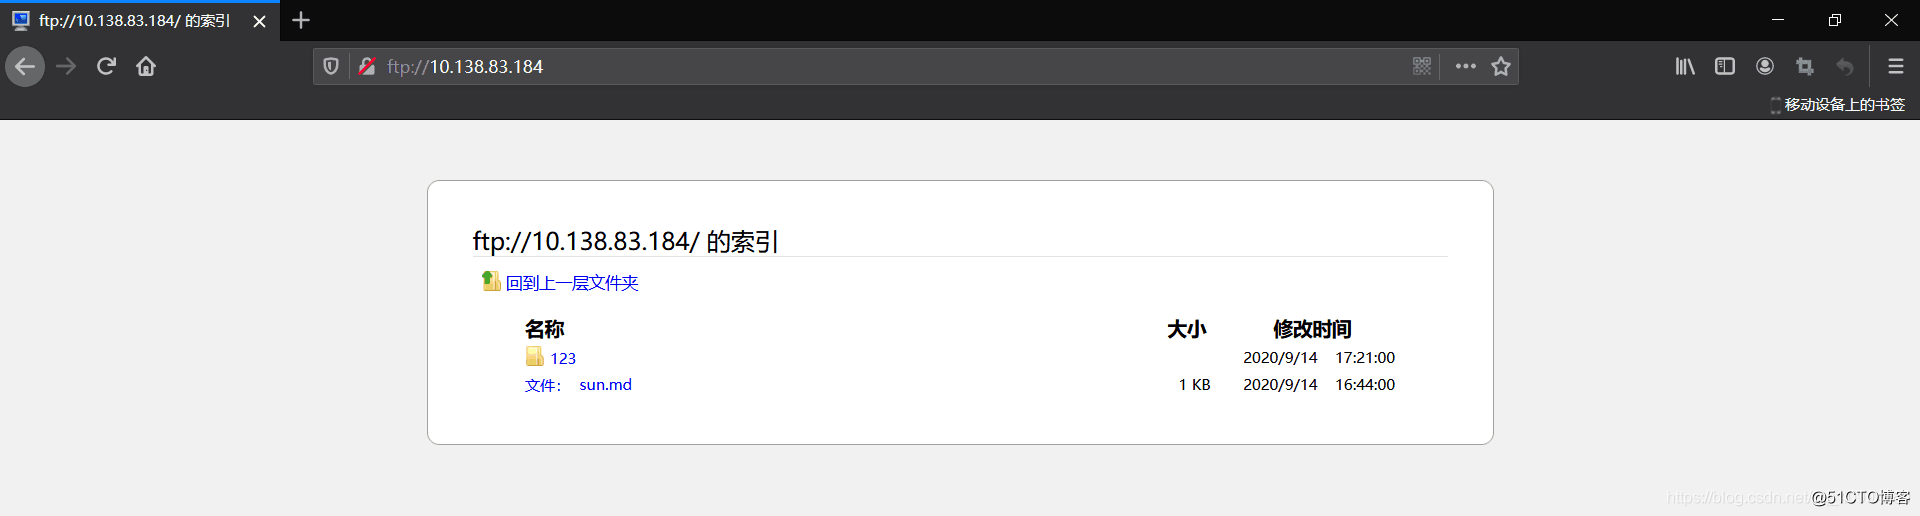 ftp://10.138.83.184/ 的索引
ftp://10.138.83.184
移动设备上的书签
ftp://10.138.83.184/ 的索引
回到上一层文件夹
名称 大小 修改时间
123 2020/9/14 17:21:00
文件: sun.md 1 KB 2020/9/14 16:44:00
https://blog.csdn.net @51CTO博客